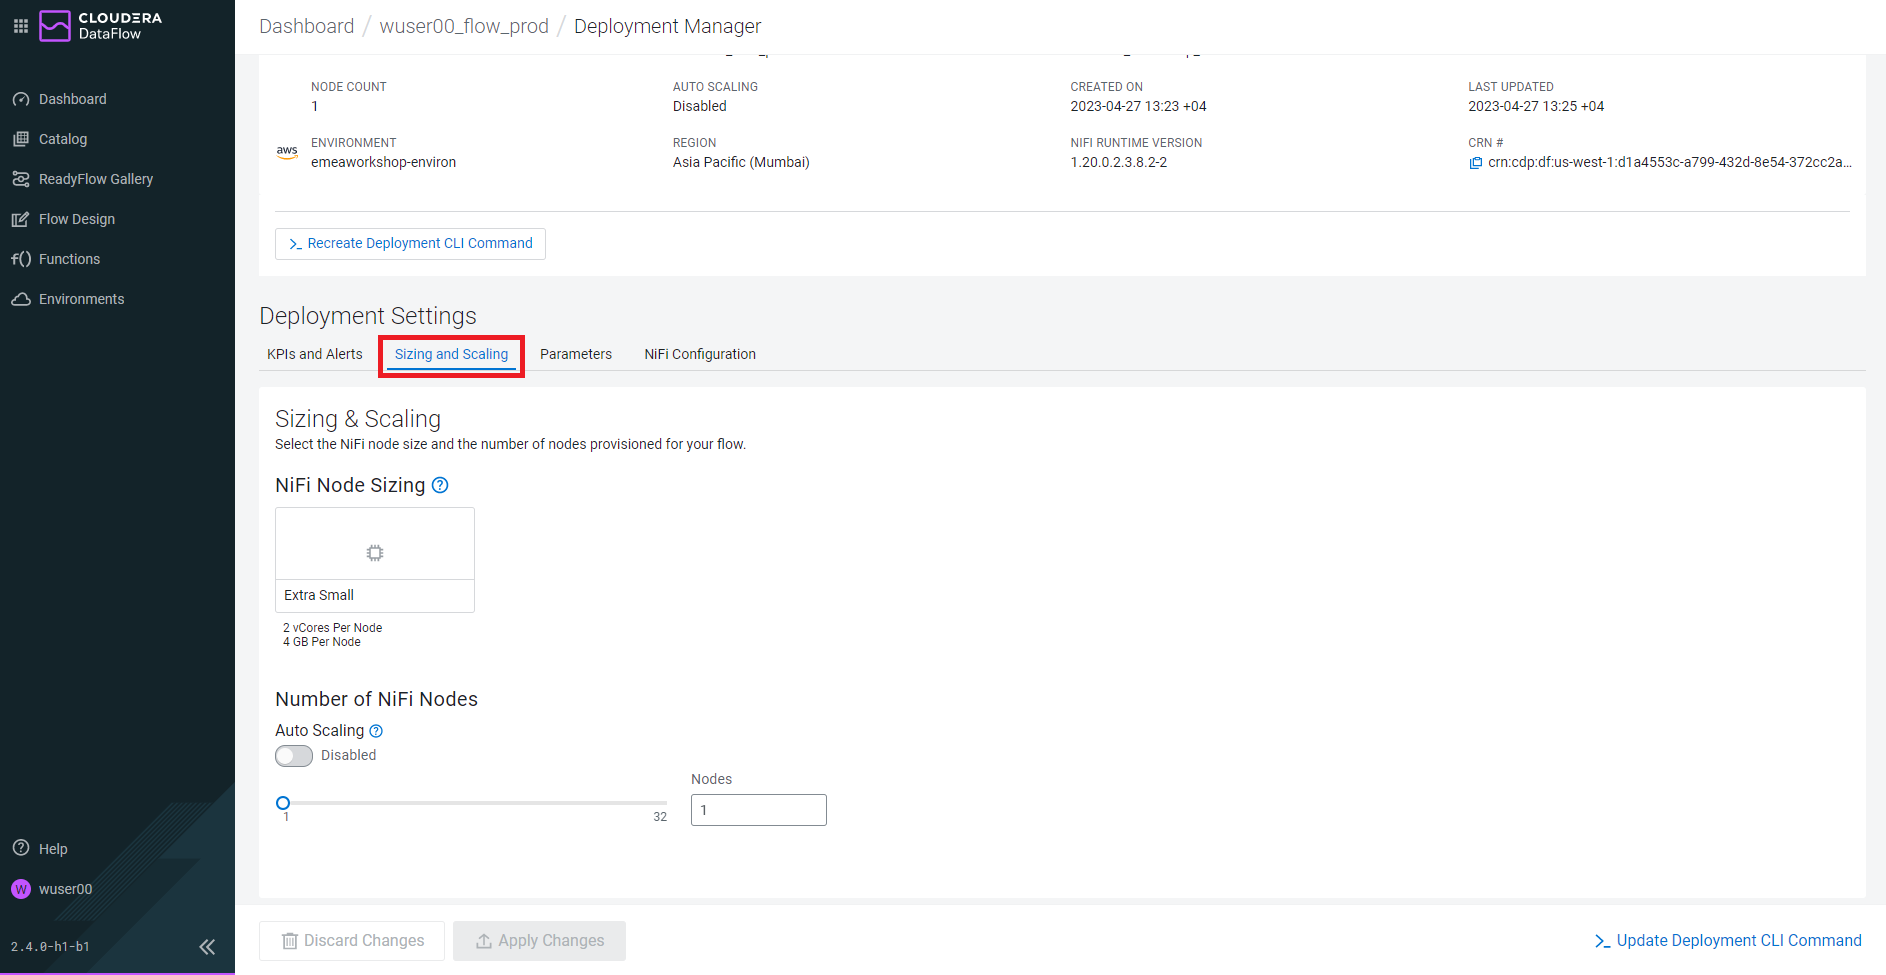 CLOUDERA
DataFlow
Dashboard / wuser00_flow_prod / Deployment Manager
Dashboard
Catalog
ReadyFlow Gallery
Flow Design
Functions
Environments
Help
W wuser00
2.4.0-h1-b1
NODE COUNT
1
AUTO SCALING
Disabled
CREATED ON
2023-04-27 13:23 +04
LAST UPDATED
2023-04-27 13:25 +04
aws
ENVIRONMENT
emeaworkshop-environ
REGION
Asia Pacific (Mumbai)
NIFI RUNTIME VERSION
1.20.0.2.3.8.2-2
CRN #
crn:cdp:df:us-west-1:d1a4553c-a799-432d-8e54-372cc2a...
Recreate Deployment CLI Command
Deployment Settings
KPIs and Alerts Sizing and Scaling Parameters NiFi Configuration
Sizing & Scaling
Select the NiFi node size and the number of nodes provisioned for your flow.
NiFi Node Sizing
Extra Small
2 vCores Per Node
4 GB Per Node
Number of NiFi Nodes
Auto Scaling
Disabled
1
32
Nodes
1
Discard Changes
Apply Changes
Update Deployment CLI Command